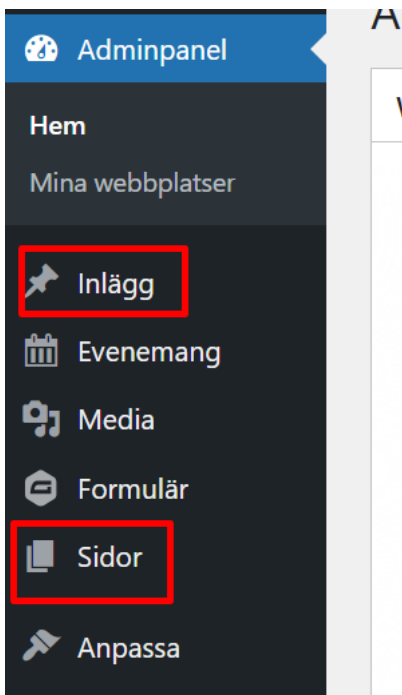 Adminpanel
Hem
Mina webbplatser
Inlägg
Evenemang
Media
Formulär
Sidor
Anpassa